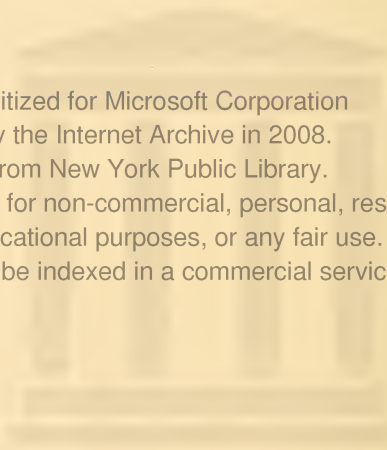 itized for Microsoft Corporation
the Internet Archive in 2008.
rom New York Public Library.
for non-commercial, personal, res
cational purposes, or any fair use.
be indexed in a commercial servic